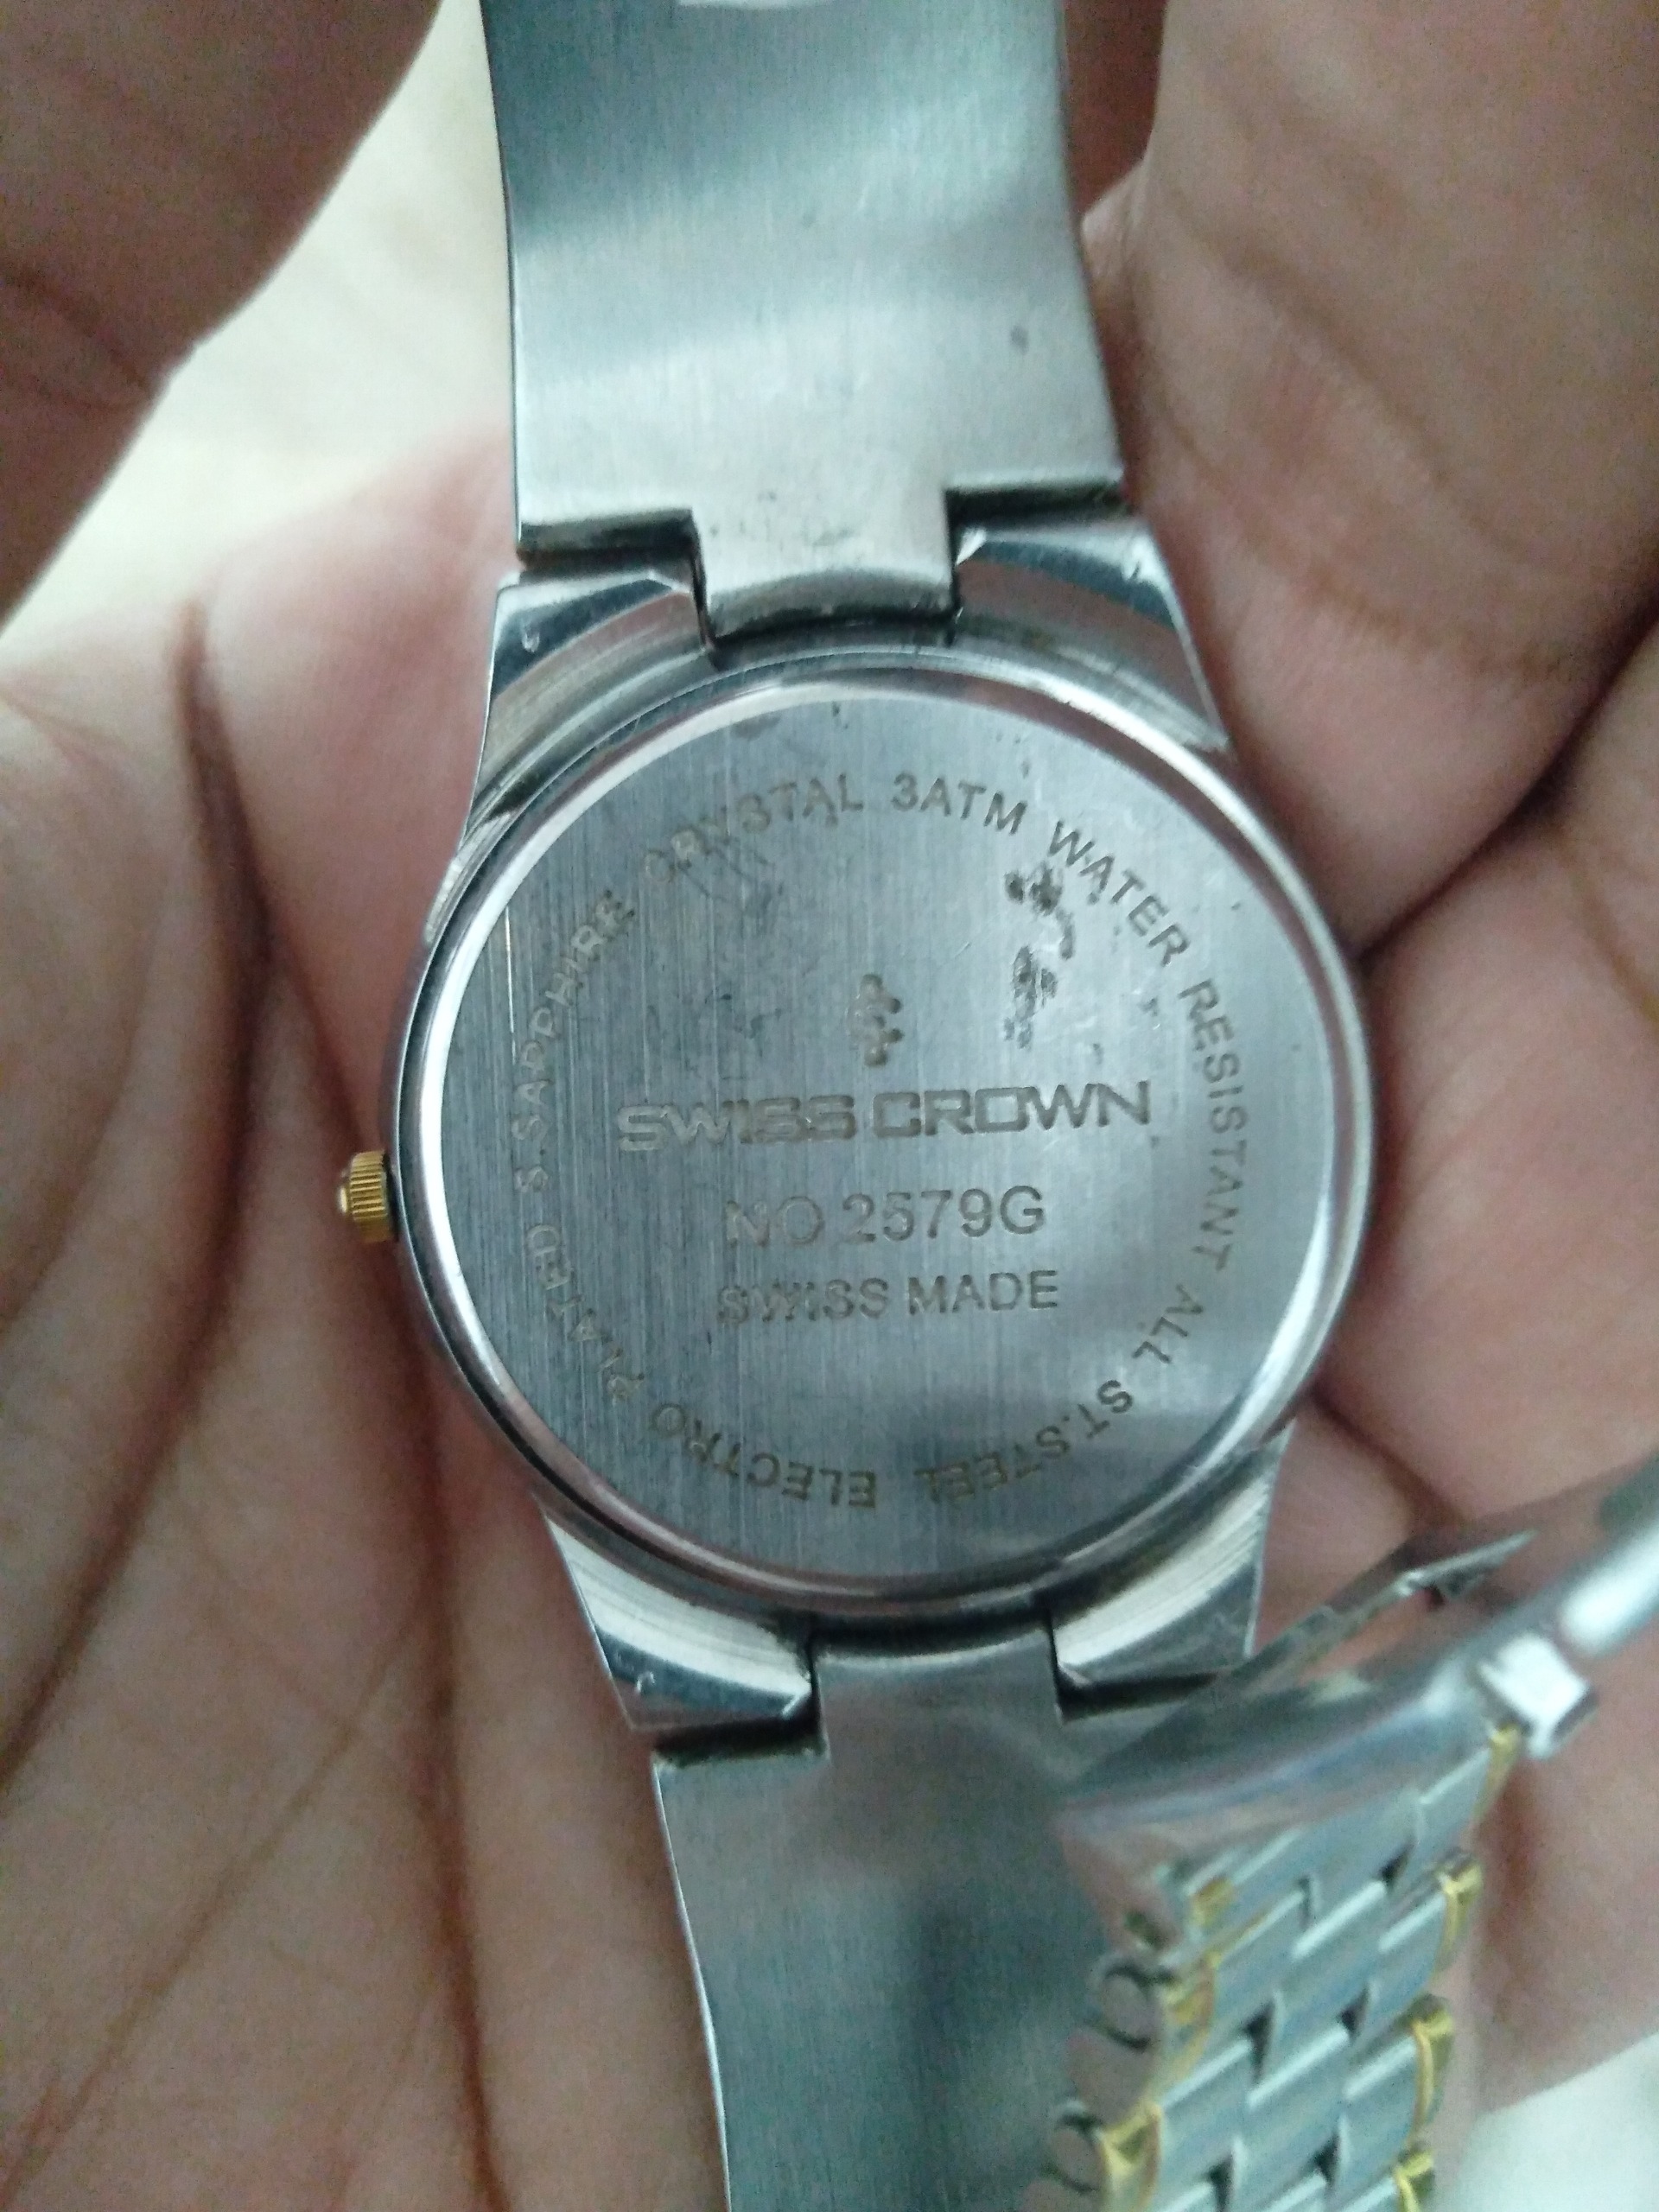 SAPPHIRE CRYSTAL 3ATM WATER RESISTANT ALL ST.STEEL ELECTRO PLATED S.
SWISS CROWN
NO 2579G
SWISS MADE